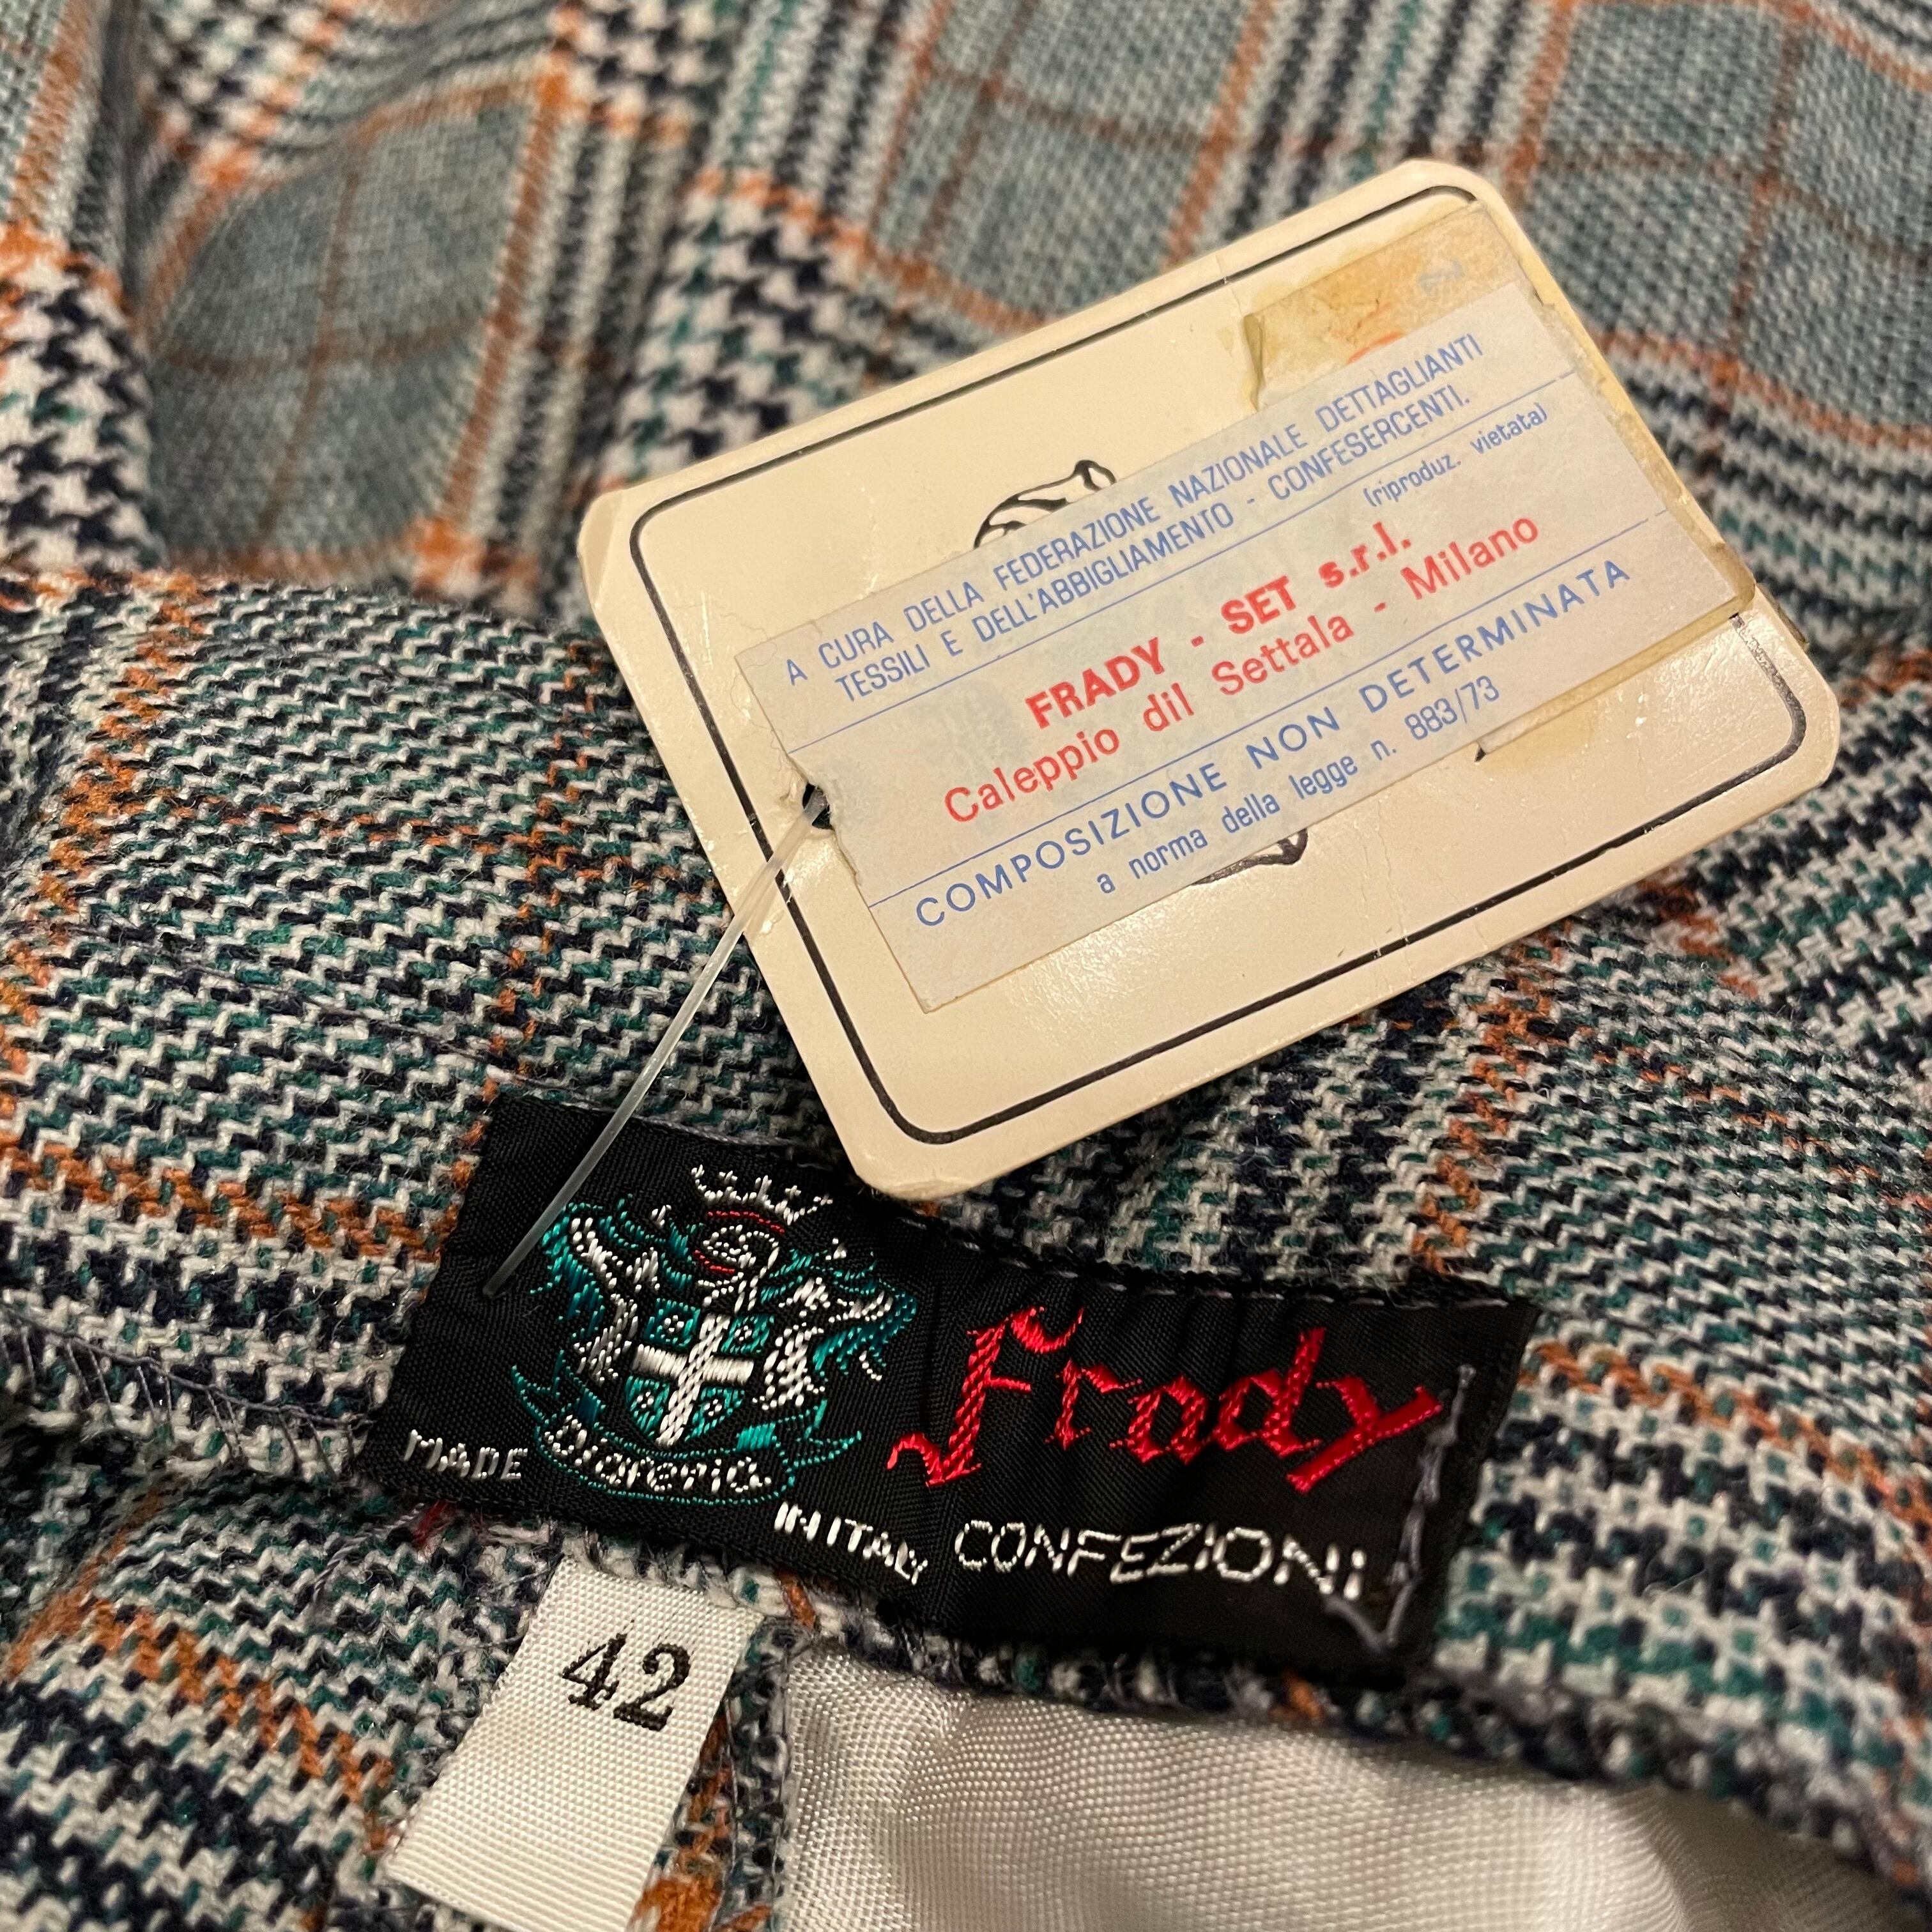 A CURA DELLA FEDERAZIONE NAZIONALE DETTAGLIANTI
TESSILI E DELL'ABBIGLIAMENTO - CONFESERCENTI.
(riproduz. vietata)
FRADY - SET s.r.l.
Caleppio dil Settala - Milano
COMPOSIZIONE NON DETERMINATA
a norma della legge n. 883/73
Frady
MADE
IN ITALY
CONFEZIONI
42